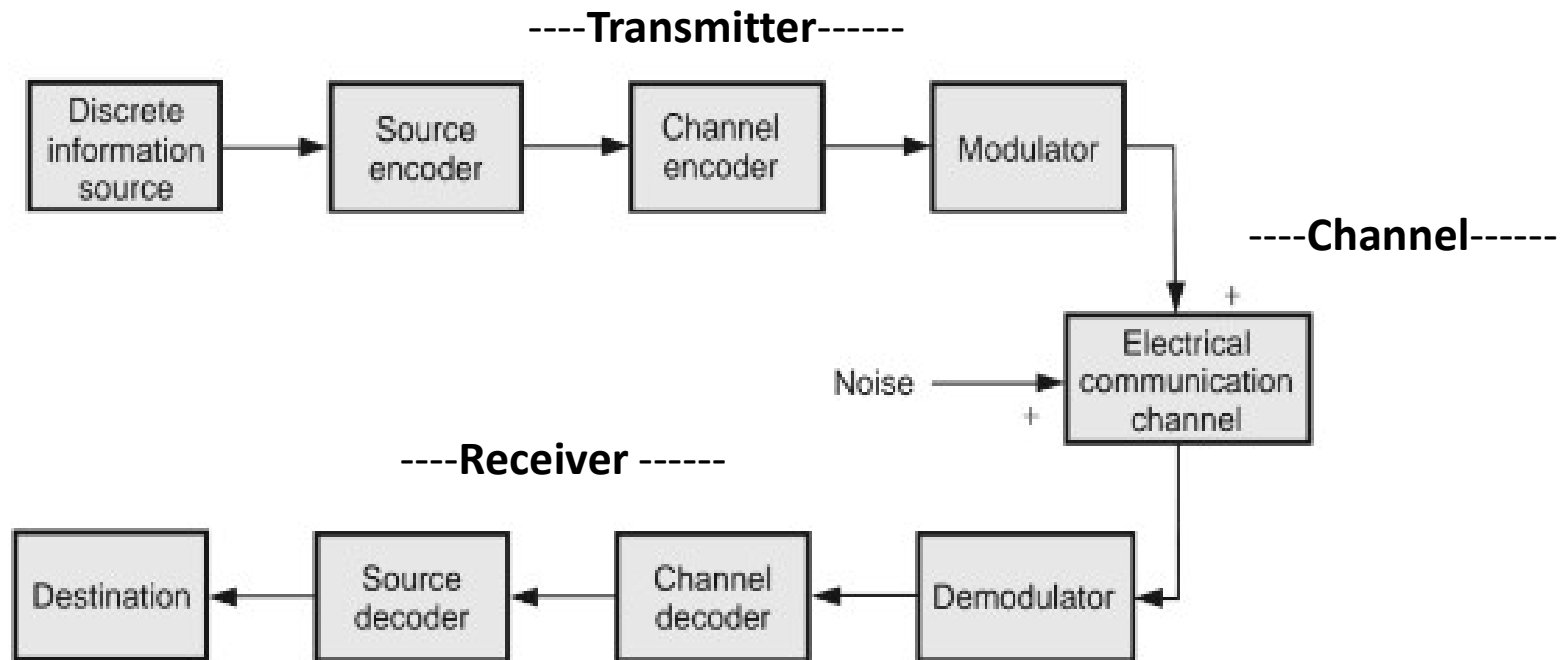 ----Transmitter------
Discrete
information
source
Source
encoder
Channel
encoder
Modulator
----Channel------
+
Electrical
communication
channel
Noise
+
----Receiver ------
Destination
Source
decoder
Channel
decoder
Demodulator